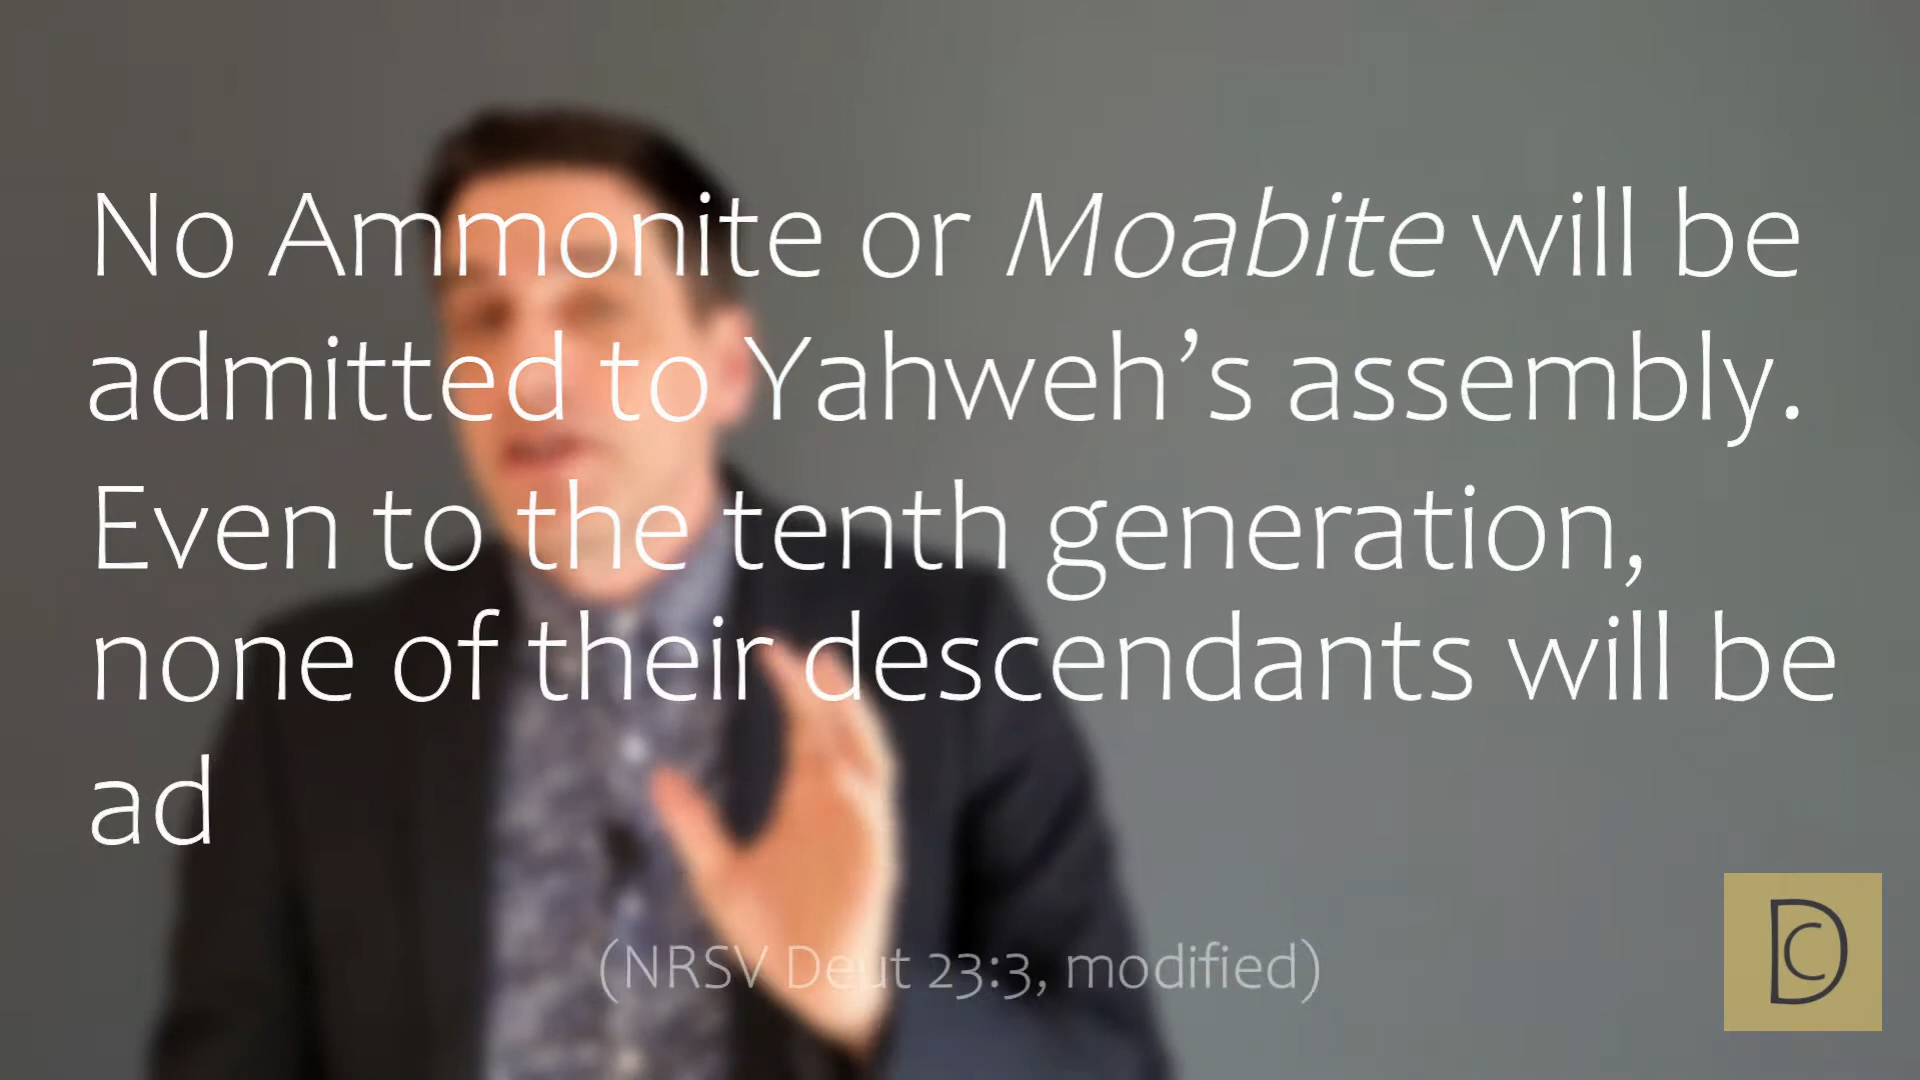 No Ammonite or Moabite will be
admitted to Yahweh’s assembly.
Even to the tenth generation,
none of their descendants will be
ad
(NRSV Deut 23:3, modified)
DC